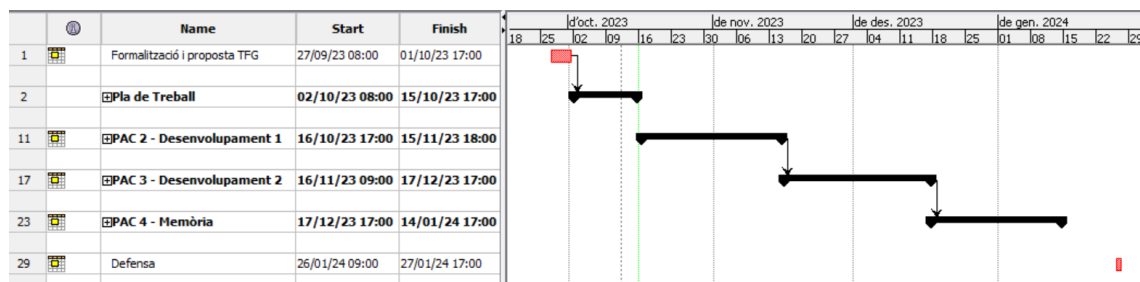 Name Start Finish
d'oct. 2023 de nov. 2023 de des. 2023 de gen. 2024
18 25 02 09 16 23 30 06 13 20 27 04 11 18 25 01 08 15 22 29
1 Formalització i proposta TFG 27/09/23 08:00 01/10/23 17:00
2 Pla de Treball 02/10/23 08:00 15/10/23 17:00
11 PAC 2 - Desenvolupament 1 16/10/23 17:00 15/11/23 18:00
17 PAC 3 - Desenvolupament 2 16/11/23 09:00 17/12/23 17:00
23 PAC 4 - Memòria 17/12/23 17:00 14/01/24 17:00
29 Defensa 26/01/24 09:00 27/01/24 17:00